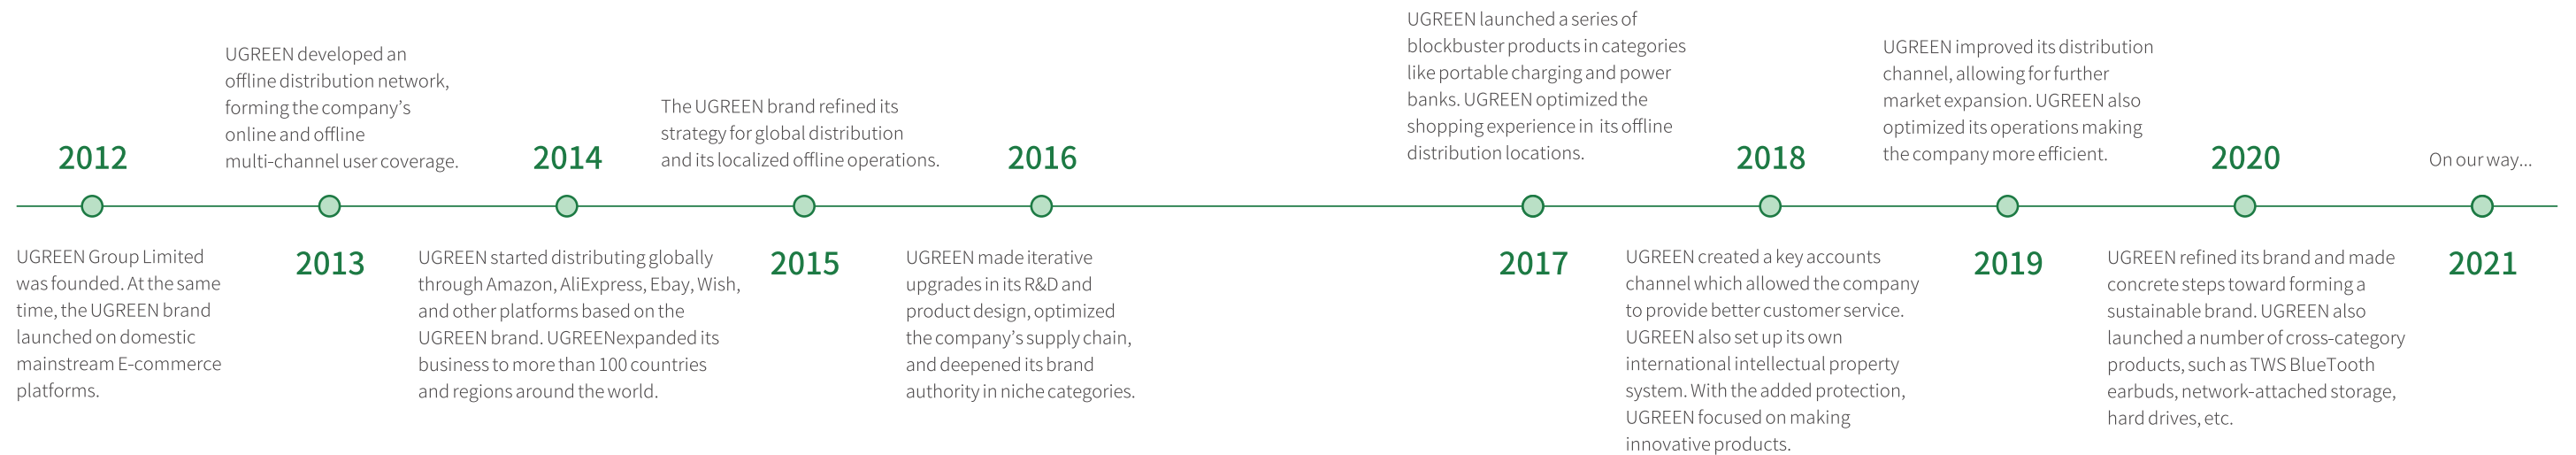 2012
UGREEN Group Limited
was founded. At the same
time, the UGREEN brand
launched on domestic
mainstream E-commerce
platforms.
UGREEN developed an
offline distribution network,
forming the company’s
online and offline
multi-channel user coverage.
2013
2014
UGREEN started distributing globally
through Amazon, AliExpress, Ebay, Wish,
and other platforms based on the
UGREEN brand. UGREENexpanded its
business to more than 100 countries
and regions around the world.
The UGREEN brand refined its
strategy for global distribution
and its localized offline operations.
2015
2016
UGREEN made iterative
upgrades in its R&D and
product design, optimized
the company’s supply chain,
and deepened its brand
authority in niche categories.
UGREEN launched a series of
blockbuster products in categories
like portable charging and power
banks. UGREEN optimized the
shopping experience in its offline
distribution locations.
2017
2018
UGREEN created a key accounts
channel which allowed the company
to provide better customer service.
UGREEN also set up its own
international intellectual property
system. With the added protection,
UGREEN focused on making
innovative products.
UGREEN improved its distribution
channel, allowing for further
market expansion. UGREEN also
optimized its operations making
the company more efficient.
2019
2020
UGREEN refined its brand and made
concrete steps toward forming a
sustainable brand. UGREEN also
launched a number of cross-category
products, such as TWS BlueTooth
earbuds, network-attached storage,
hard drives, etc.
On our way...
2021